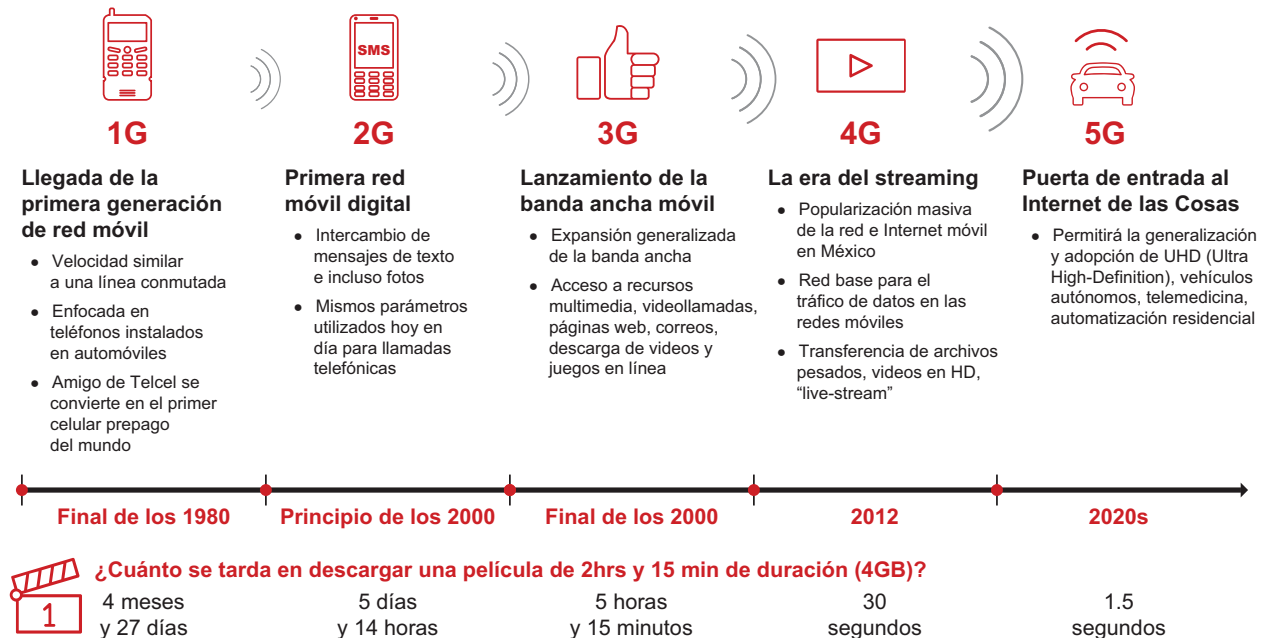 SMS
1G
Llegada de la
primera generación
de red móvil
● Velocidad similar
a una línea conmutada
● Enfocada en
teléfonos instalados
en automóviles
● Amigo de Telcel se
convierte en el primer
celular prepago
del mundo
2G
Primera red
móvil digital
● Intercambio de
mensajes de texto
e incluso fotos
● Mismos parámetros
utilizados hoy en
día para llamadas
telefónicas
3G
Lanzamiento de la
banda ancha móvil
● Expansión generalizada
de la banda ancha
● Acceso a recursos
multimedia, videollamadas,
páginas web, correos,
descarga de videos y
juegos en línea
4G
La era del streaming
● Popularización masiva
de la red e Internet móvil
en México
● Red base para el
tráfico de datos en las
redes móviles
● Transferencia de archivos
pesados, videos en HD,
“live-stream”
5G
Puerta de entrada al
Internet de las Cosas
● Permitirá la generalización
y adopción de UHD (Ultra
High-Definition), vehículos
autónomos, telemedicina,
automatización residencial
Final de los 1980
Principio de los 2000
Final de los 2000
2012
2020s
1
¿Cuánto se tarda en descargar una película de 2hrs y 15 min de duración (4GB)?
4 meses
y 27 días
5 días
y 14 horas
5 horas
y 15 minutos
30
segundos
1.5
segundos